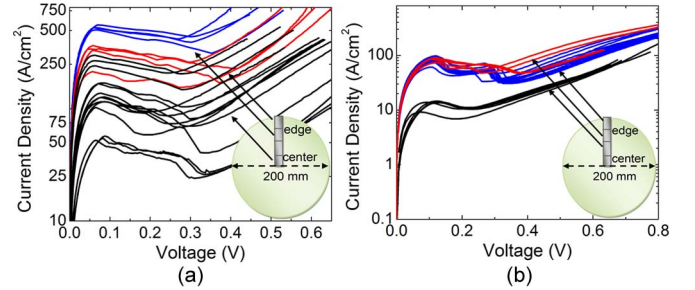 Current Density (A/cm²)
750
500
250
75
50
25
10
edge
center
200 mm
0.0 0.1 0.2 0.3 0.4 0.5 0.6
Voltage (V)
(a)
Current Density (A/cm²)
100
10
1
0.1
edge
center
200 mm
0.0 0.2 0.4 0.6 0.8
Voltage (V)
(b)